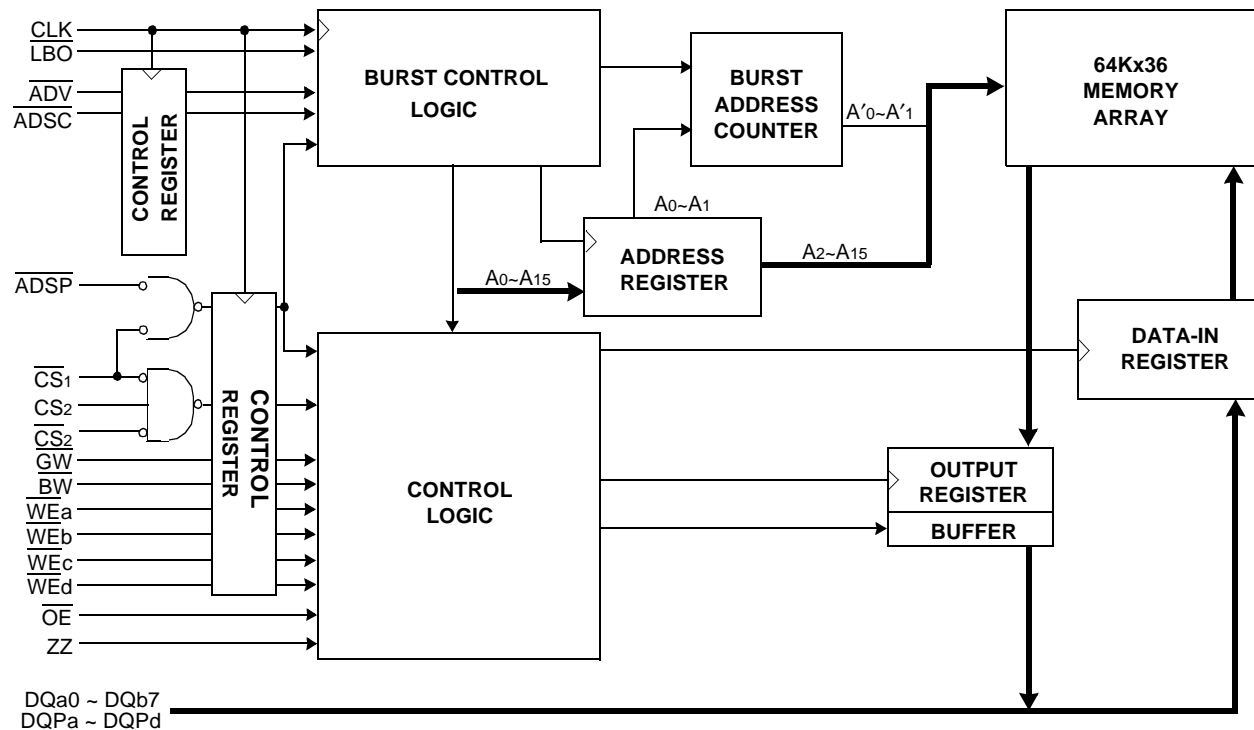 CLK
LBO
ADV
ADSC
CONTROL
REGISTER
BURST CONTROL
LOGIC
BURST
ADDRESS
COUNTER
A′0~A′1
64Kx36
MEMORY
ARRAY
A0~A1
ADDRESS
REGISTER
A2~A15
A0~A15
ADSP
CS1
CS2
CS2
GW
BW
WEa
WEb
WEc
WEd
OE
ZZ
CONTROL
REGISTER
CONTROL
LOGIC
DATA-IN
REGISTER
OUTPUT
REGISTER
BUFFER
DQa0 ~ DQb7
DQPa ~ DQPd